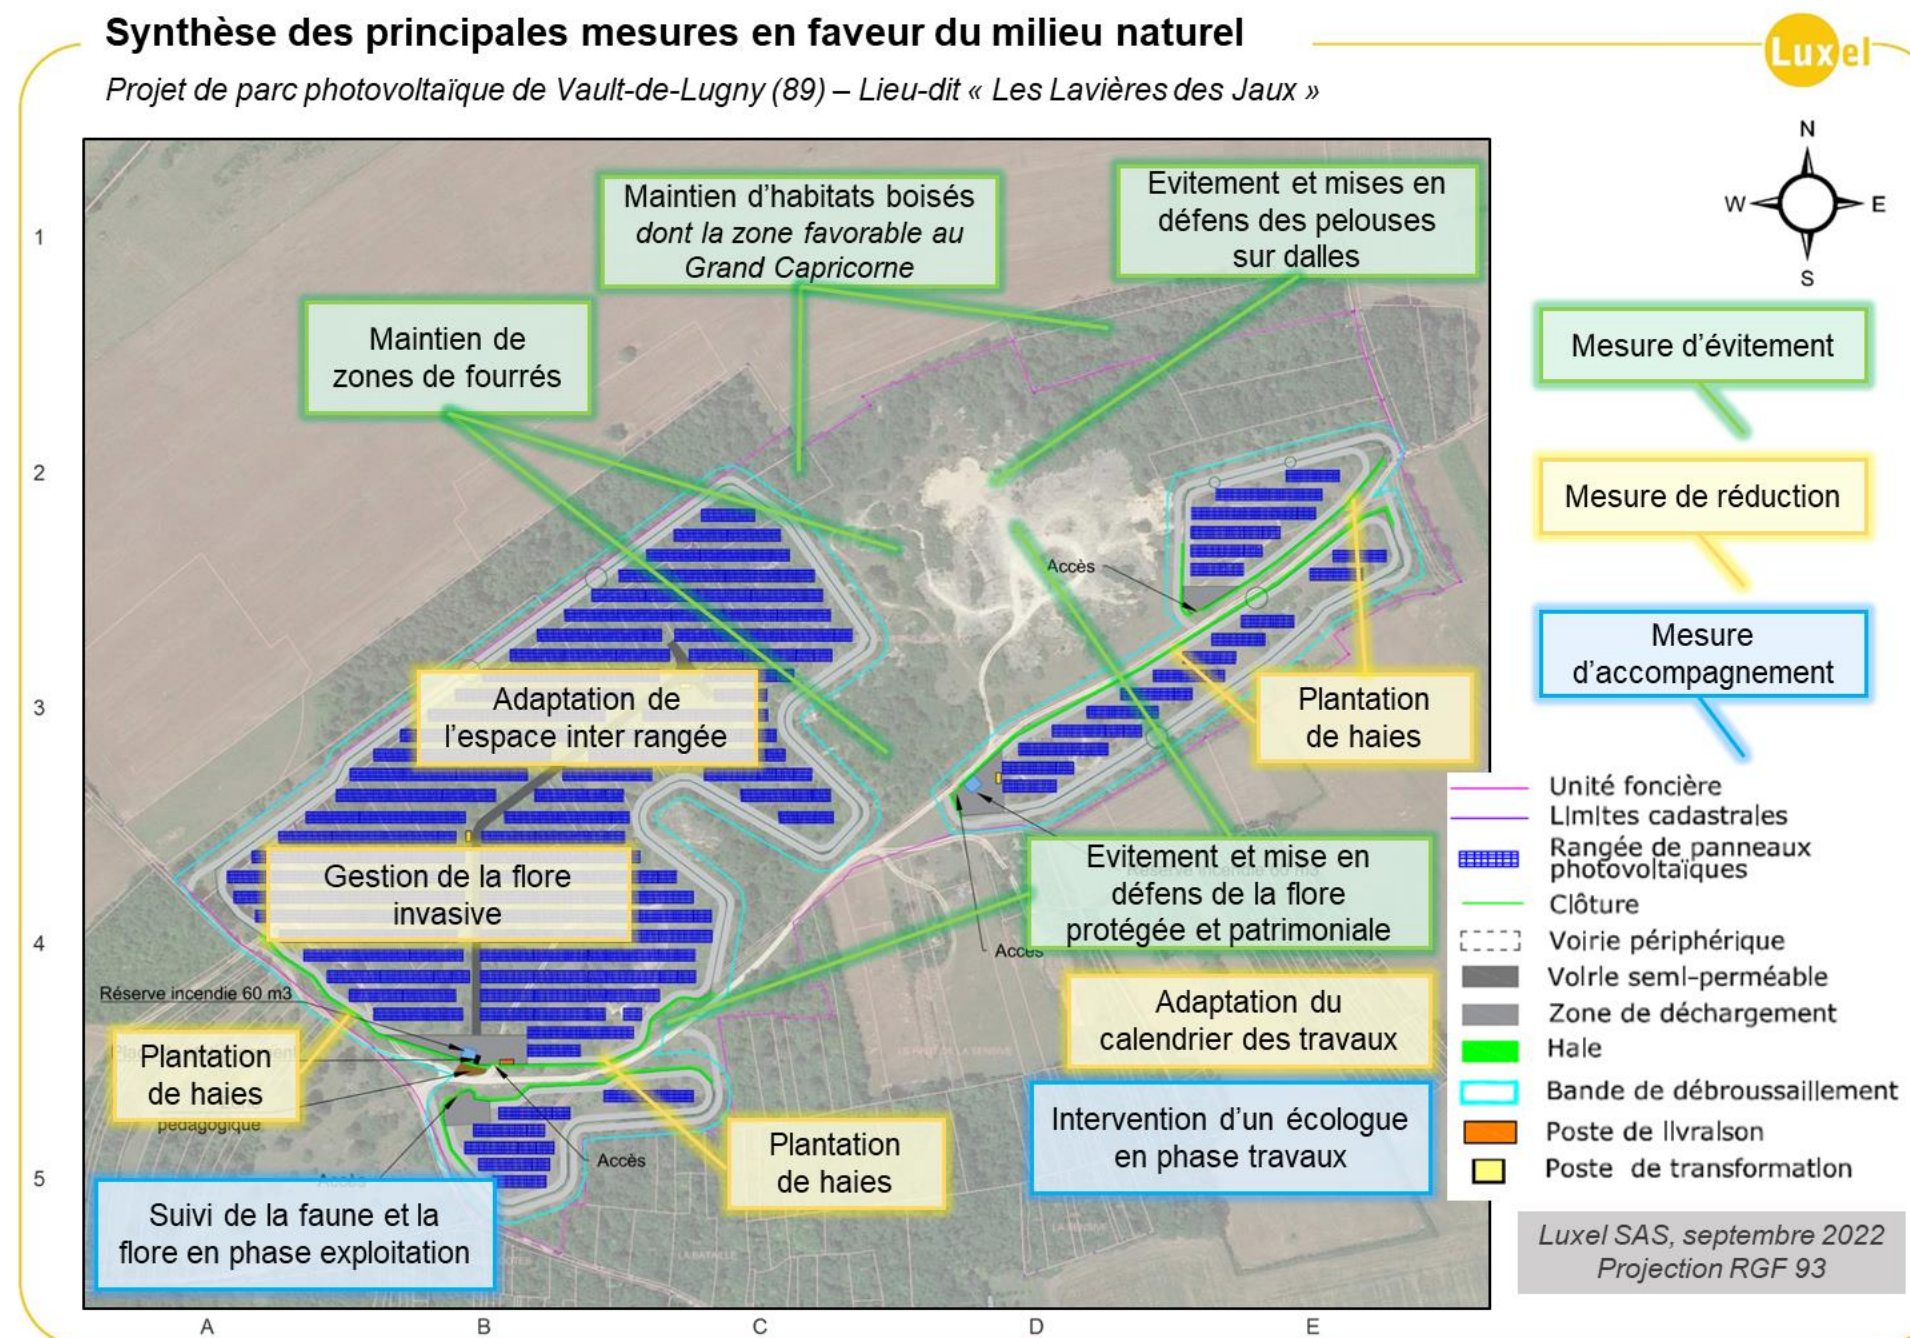 Synthèse des principales mesures en faveur du milieu naturel
Luxel
Projet de parc photovoltaïque de Vault-de-Lugny (89) – Lieu-dit « Les Lavières des Jaux »
N
W
E
S
1
2
3
4
5
A
B
C
D
E
Maintien d'habitats boisés
dont la zone favorable au
Grand Capricorne
Evitement et mises en
défens des pelouses
sur dalles
Maintien de
zones de fourrés
Accès
Adaptation de
l'espace inter rangée
Plantation
de haies
Gestion de la flore
invasive
Evitement et mise en
défens de la flore
protégée et patrimoniale
Réserve incendie 60 m3
Accès
Réserve incendie 60 m3
Adaptation du
calendrier des travaux
Plantation
de haies
pédagogique
Intervention d'un écologue
en phase travaux
Plantation
de haies
Accès
Accès
Suivi de la faune et la
flore en phase exploitation
LA BATAILLE
Mesure d'évitement
Mesure de réduction
Mesure
d'accompagnement
Unité foncière
Limites cadastrales
Rangée de panneaux
photovoltaïques
Clôture
Voirie périphérique
Voirie semi-perméable
Zone de déchargement
Haie
Bande de débroussaillement
Poste de livraison
Poste de transformation
Luxel SAS, septembre 2022
Projection RGF 93